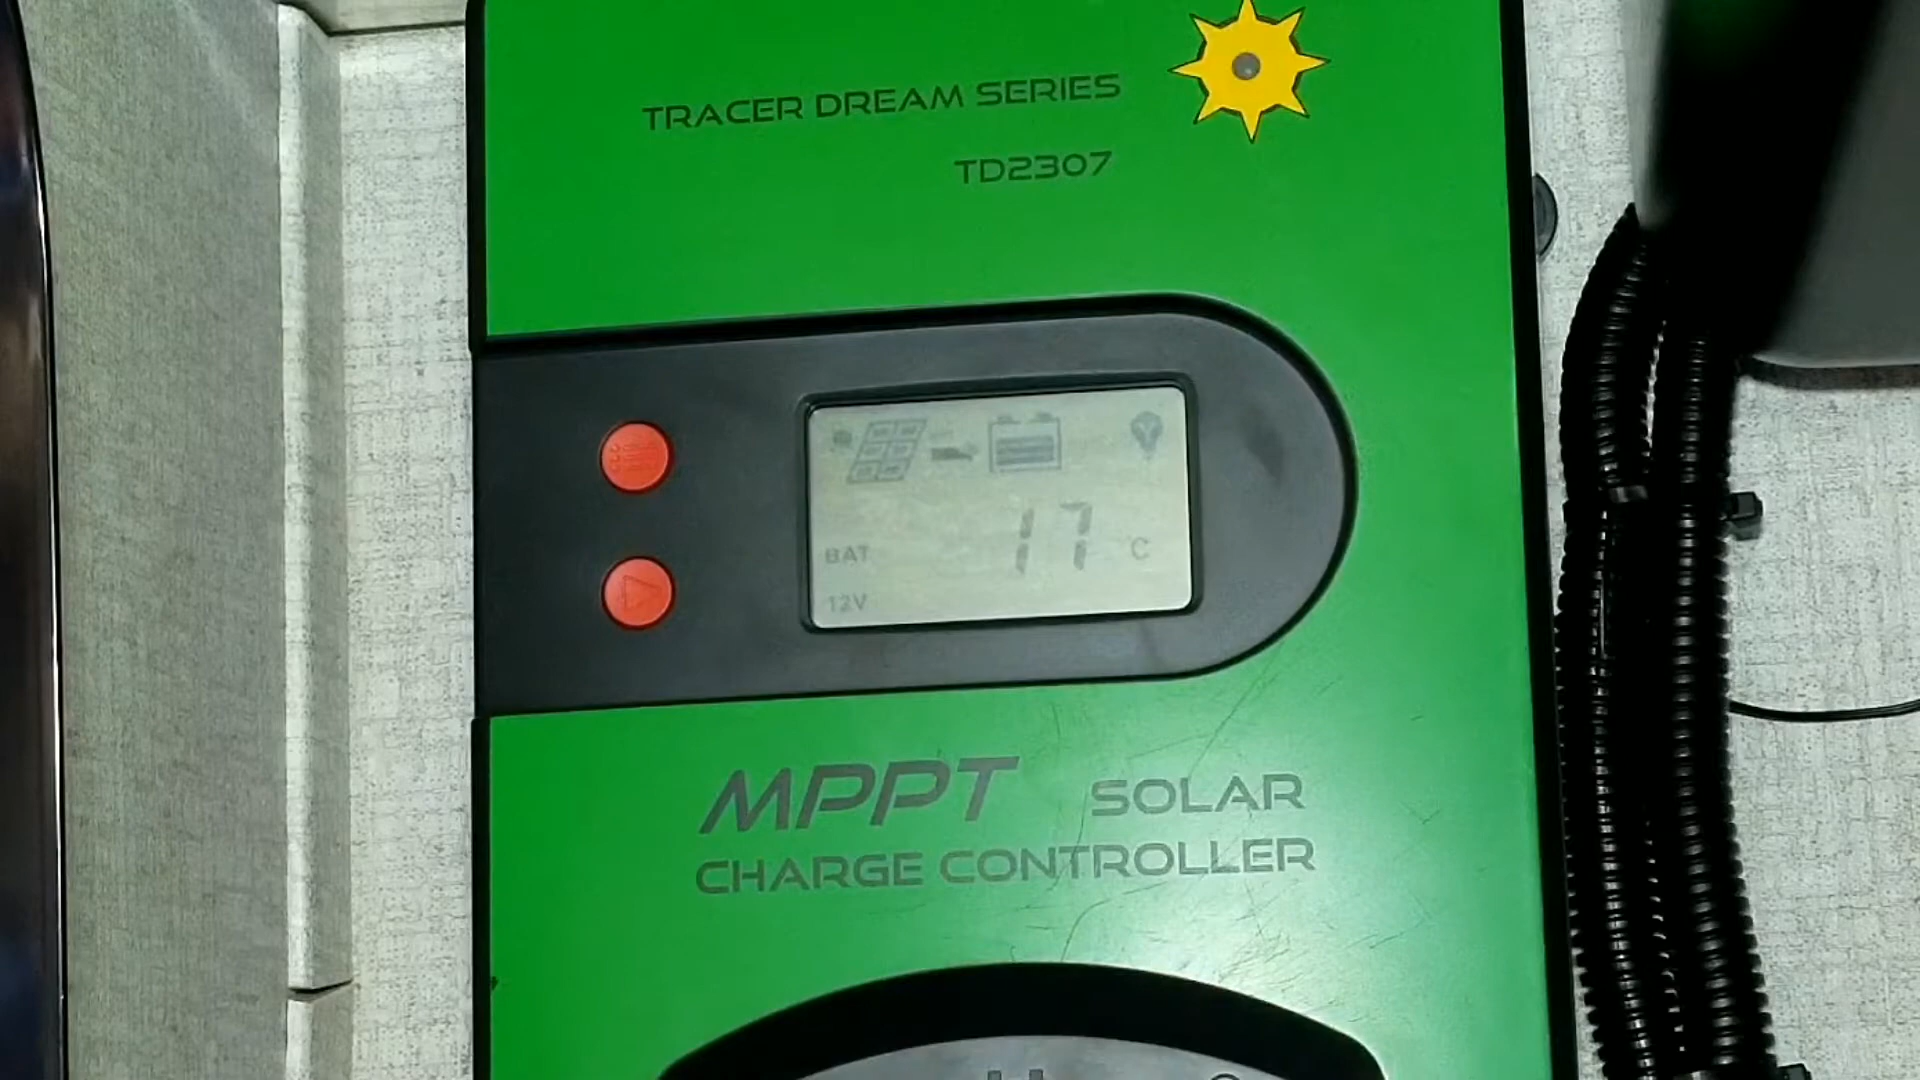 TRACER DREAM SERIES
TD2307
BAT 17 C
12V
MPPT SOLAR
CHARGE CONTROLLER